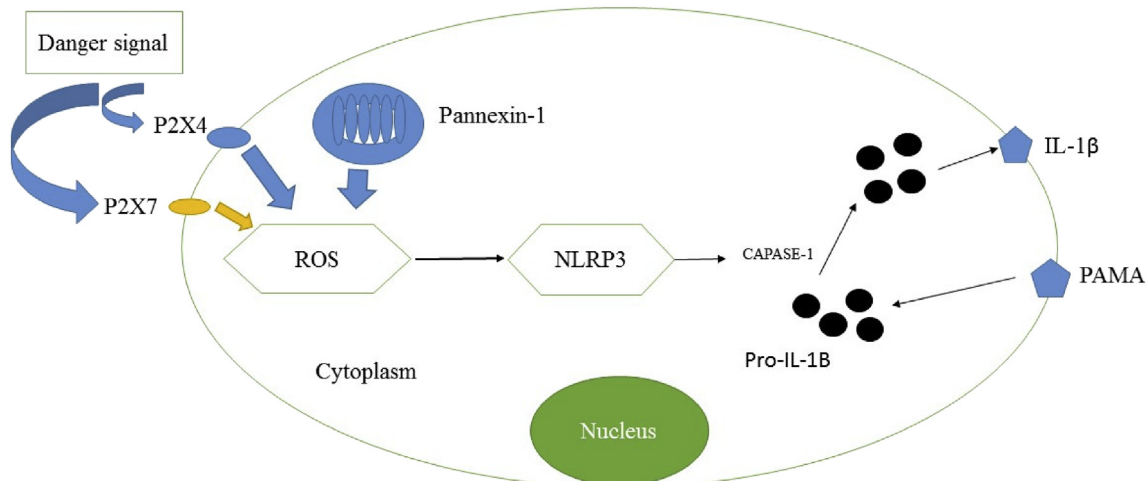 Danger signal
P2X4
Pannexin-1
IL-1β
P2X7
ROS
NLRP3
CAPASE-1
PAMA
Pro-IL-1B
Cytoplasm
Nucleus